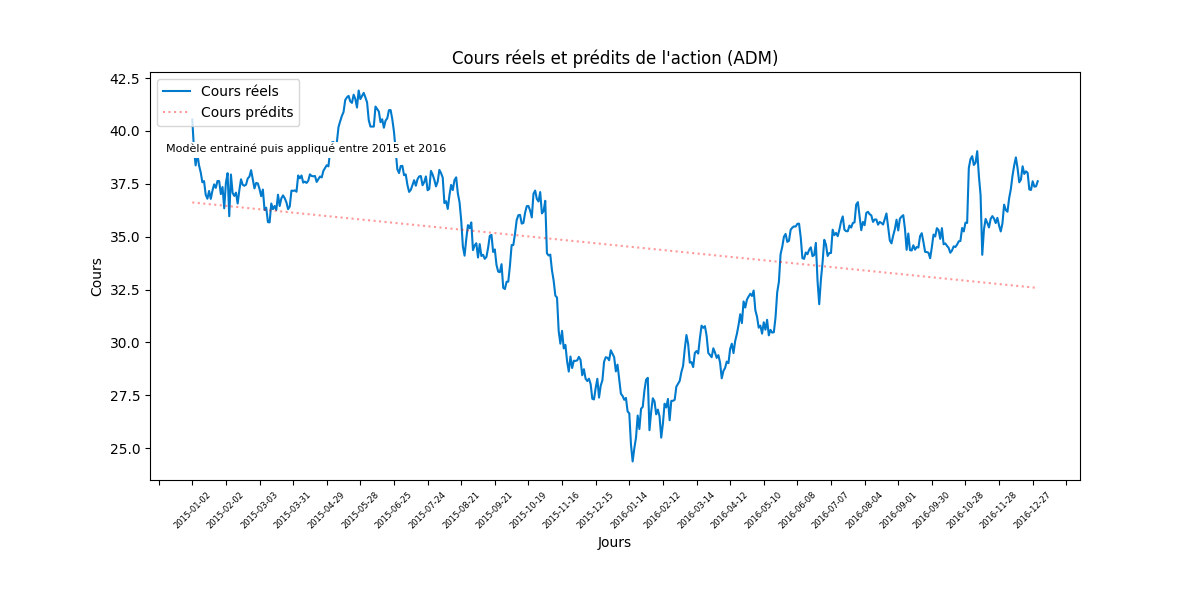 Cours réels et prédits de l'action (ADM)
Cours réels
Cours prédits
Modèle entrainé puis appliqué entre 2015 et 2016
42.5
40.0
37.5
35.0
32.5
30.0
27.5
25.0
Cours
2015-01-02 2015-02-02 2015-03-03 2015-03-31 2015-04-29 2015-05-28 2015-06-25 2015-07-24 2015-08-21 2015-09-21 2015-10-19 2015-11-16 2015-12-15 2016-01-14 2016-02-12 2016-03-14 2016-04-12 2016-05-10 2016-06-08 2016-07-07 2016-08-04 2016-09-01 2016-09-30 2016-10-28 2016-11-28 2016-12-27
Jours